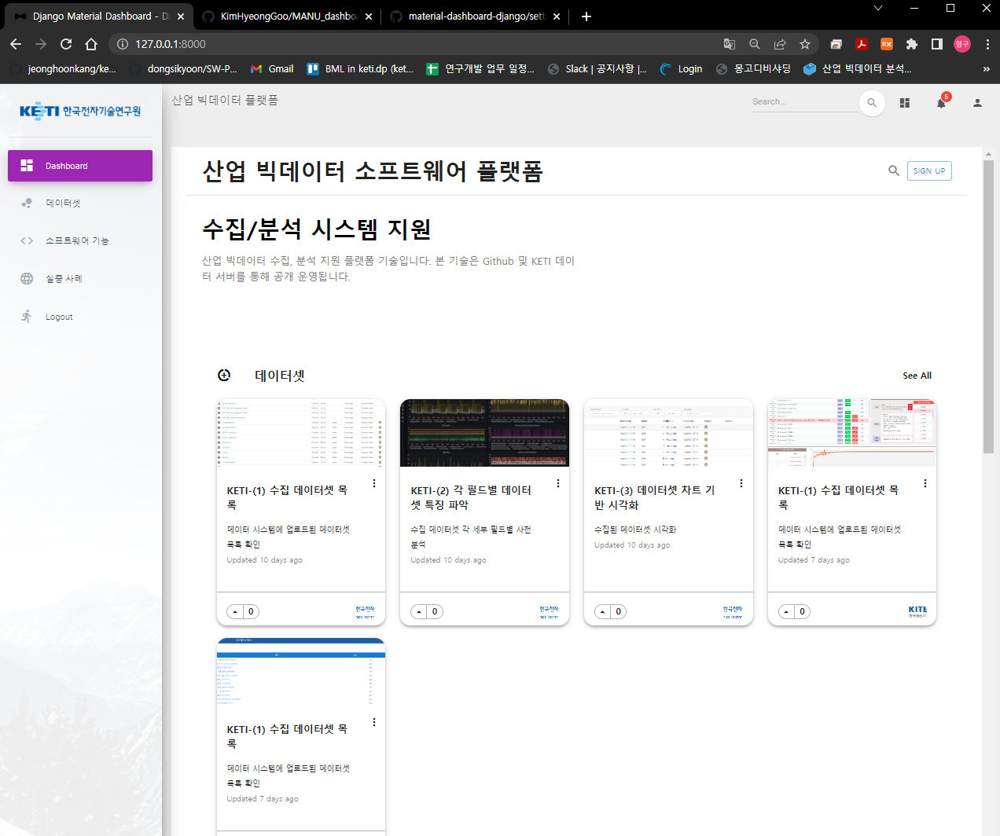 Django Material Dashboard - Da
KimHyeongGoo/MANU_dashbo
material-dashboard-django/sett
127.0.0.1:8000
형구
jeonghoonkang/ke...
dongsikyoon/SW-P...
Gmail
BML in keti.dp (ket...
연구개발 업무 일정...
Slack | 공지사항 |...
Login
몽고디비샤딩
산업 빅데이터 분석...
KETI 한국전자기술연구원
산업 빅데이터 플랫폼
Search...
5
Dashboard
데이터셋
소프트웨어 기능
실증 사례
Logout
산업 빅데이터 소프트웨어 플랫폼
SIGN UP
수집/분석 시스템 지원
산업 빅데이터 수집, 분석 지원 플랫폼 기술입니다. 본 기술은 Github 및 KETI 데이
터 서버를 통해 공개 운영됩니다.
데이터셋
See All
KETI-(1) 수집 데이터셋 목
록
데이터 시스템에 업로드된 데이터셋
목록 확인
Updated 10 days ago
0
한국전자
KETI-(2) 각 필드별 데이터
셋 특징 파악
수집 데이터셋 각 세부 필드별 사전
분석
Updated 10 days ago
0
한국전자
KETI-(3) 데이터셋 차트 기
반 시각화
수집된 데이터셋 시각화
Updated 10 days ago
0
한국전자
KETI-(1) 수집 데이터셋 목
록
데이터 시스템에 업로드된 데이터셋
목록 확인
Updated 7 days ago
0
KITE
KETI-(1) 수집 데이터셋 목
록
데이터 시스템에 업로드된 데이터셋
목록 확인
Updated 7 days ago